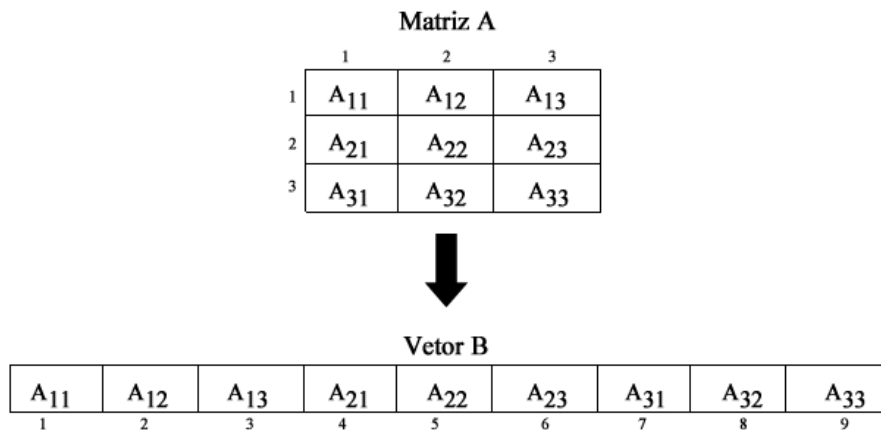 Matriz A
1 2 3
1 A11 A12 A13
2 A21 A22 A23
3 A31 A32 A33
Vetor B
A11 A12 A13 A21 A22 A23 A31 A32 A33
1 2 3 4 5 6 7 8 9